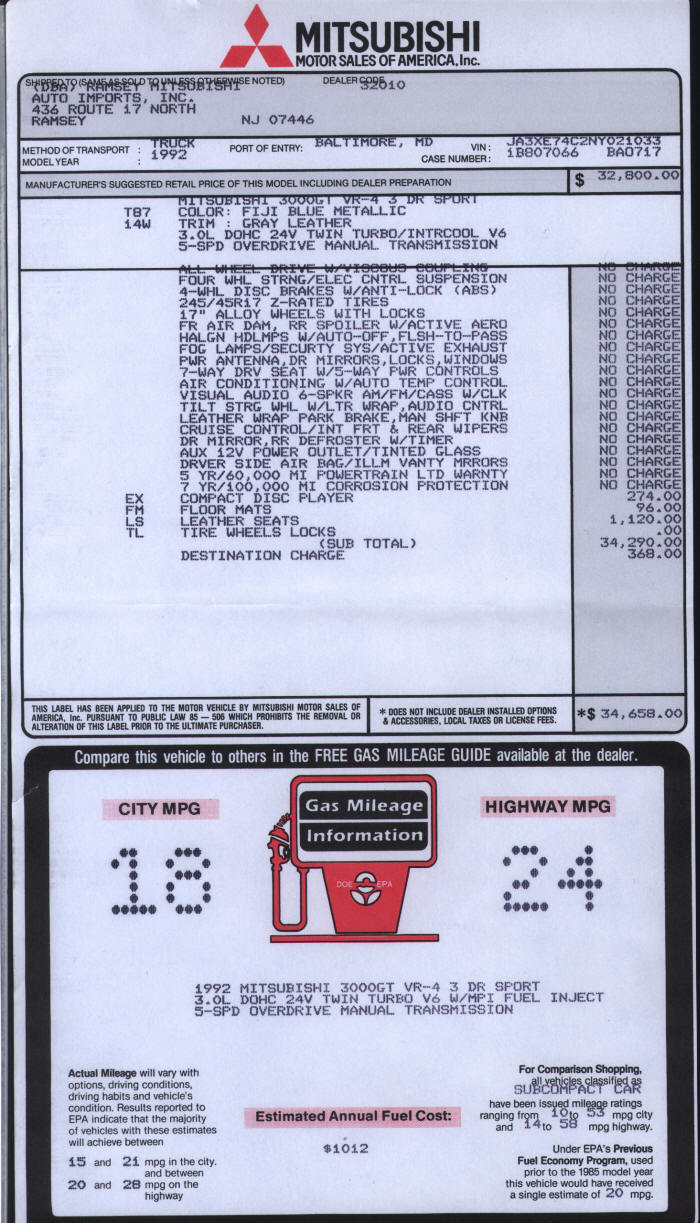 MITSUBISHI
MOTOR SALES OF AMERICA, Inc.
SHIPPED TO (SAME AS SOLD TO UNLESS OTHERWISE NOTED) DEALER CODE
(DBA) RAMSEY MITSUBISHI 32010
AUTO IMPORTS, INC.
436 ROUTE 17 NORTH
RAMSEY NJ 07446
METHOD OF TRANSPORT : TRUCK PORT OF ENTRY: BALTIMORE, MD VIN: JA3XE74C2NY021033
MODEL YEAR : 1992 CASE NUMBER: 1B807066 BA0717
MANUFACTURER'S SUGGESTED RETAIL PRICE OF THIS MODEL INCLUDING DEALER PREPARATION $ 32,800.00
MITSUBISHI 3000GT VR-4 3 DR SPORT
T87 COLOR: FIJI BLUE METALLIC
14W TRIM : GRAY LEATHER
3.0L DOHC 24V TWIN TURBO/INTRCOOL V6
5-SPD OVERDRIVE MANUAL TRANSMISSION
ALL WHEEL DRIVE W/VISCOUS COUPLING NO CHARGE
FOUR WHL STRNG/ELEC CNTRL SUSPENSION NO CHARGE
4-WHL DISC BRAKES W/ANTI-LOCK (ABS) NO CHARGE
245/45R17 Z-RATED TIRES NO CHARGE
17" ALLOY WHEELS WITH LOCKS NO CHARGE
FR AIR DAM, RR SPOILER W/ACTIVE AERO NO CHARGE
HALGN HDLMPS W/AUTO-OFF,FLSH-TO-PASS NO CHARGE
FOG LAMPS/SECURTY SYS/ACTIVE EXHAUST NO CHARGE
PWR ANTENNA,DR MIRRORS,LOCKS,WINDOWS NO CHARGE
7-WAY DRV SEAT W/5-WAY PWR CONTROLS NO CHARGE
AIR CONDITIONING W/AUTO TEMP CONTROL NO CHARGE
VISUAL AUDIO 6-SPKR AM/FM/CASS W/CLK NO CHARGE
TILT STRG WHL W/LTR WRAP,AUDIO CNTRL NO CHARGE
LEATHER WRAP PARK BRAKE,MAN SHFT KNB NO CHARGE
CRUISE CONTROL/INT FRT & REAR WIPERS NO CHARGE
DR MIRROR,RR DEFROSTER W/TIMER NO CHARGE
AUX 12V POWER OUTLET/TINTED GLASS NO CHARGE
DRVER SIDE AIR BAG/ILLM VANTY MRRORS NO CHARGE
5 YR/60,000 MI POWERTRAIN LTD WARNTY NO CHARGE
7 YR/100,000 MI CORROSION PROTECTION NO CHARGE
EX COMPACT DISC PLAYER 274.00
FM FLOOR MATS 96.00
LS LEATHER SEATS 1,120.00
TL TIRE WHEELS LOCKS .00
(SUB TOTAL) 34,290.00
DESTINATION CHARGE 368.00
THIS LABEL HAS BEEN APPLIED TO THE MOTOR VEHICLE BY MITSUBISHI MOTOR SALES OF
AMERICA, Inc. PURSUANT TO PUBLIC LAW 85 — 506 WHICH PROHIBITS THE REMOVAL OR
ALTERATION OF THIS LABEL PRIOR TO THE ULTIMATE PURCHASER.
* DOES NOT INCLUDE DEALER INSTALLED OPTIONS
& ACCESSORIES, LOCAL TAXES OR LICENSE FEES.
*$ 34,658.00
Compare this vehicle to others in the FREE GAS MILEAGE GUIDE available at the dealer.
CITY MPG
18
Gas Mileage
Information
DOE EPA
HIGHWAY MPG
24
1992 MITSUBISHI 3000GT VR-4 3 DR SPORT
3.0L DOHC 24V TWIN TURBO V6 W/MPI FUEL INJECT
5-SPD OVERDRIVE MANUAL TRANSMISSION
Actual Mileage will vary with
options, driving conditions,
driving habits and vehicle's
condition. Results reported to
EPA indicate that the majority
of vehicles with these estimates
will achieve between
15 and 21 mpg in the city.
and between
20 and 28 mpg on the
highway
Estimated Annual Fuel Cost:
$1012
For Comparison Shopping,
all vehicles classified as
SUBCOMPACT CAR
have been issued mileage ratings
ranging from 10 to 53 mpg city
and 14 to 58 mpg highway.
Under EPA's Previous
Fuel Economy Program, used
prior to the 1985 model year
this vehicle would have received
a single estimate of 20 mpg.